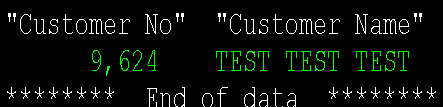 "Customer No" "Customer Name"
9,624 TEST TEST TEST
******** End of data ********